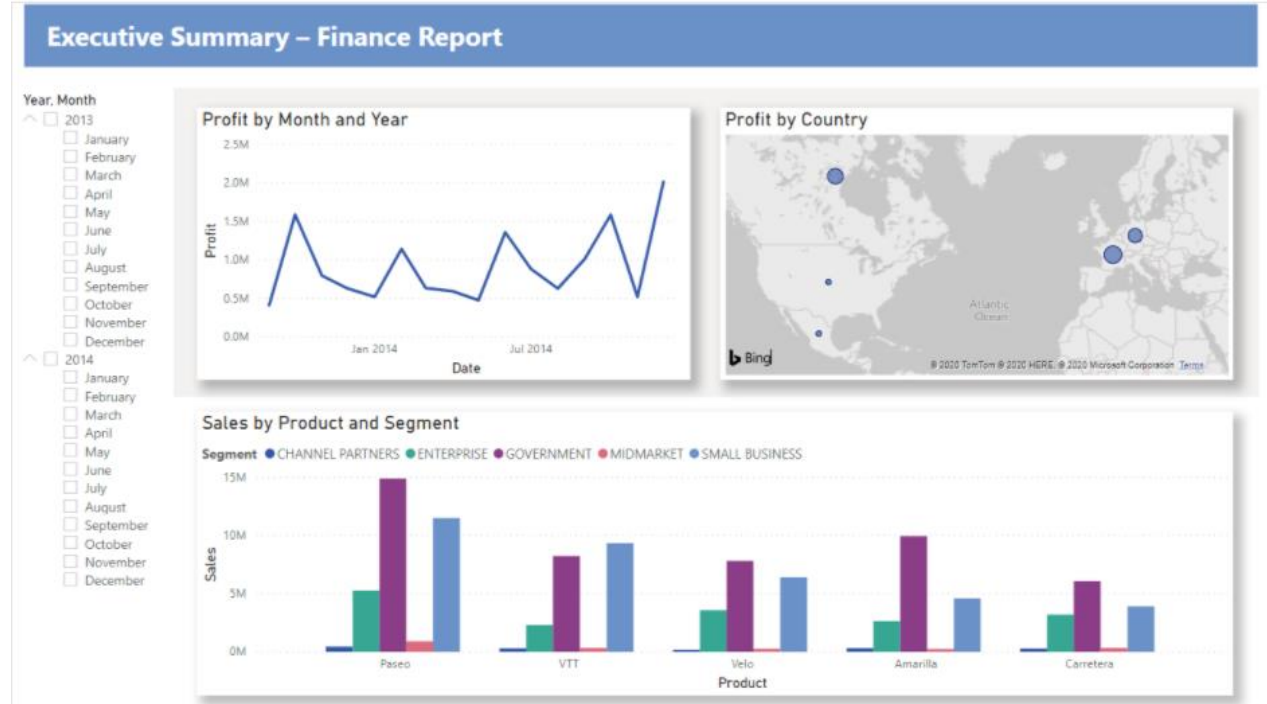 Executive Summary – Finance Report
Year, Month
2013
January
February
March
April
May
June
July
August
September
October
November
December
2014
January
February
March
April
May
June
July
August
September
October
November
December
Profit by Month and Year
2.5M
2.0M
1.5M
1.0M
0.5M
0.0M
Profit
Jan 2014 Jul 2014
Date
Profit by Country
Atlantic
Ocean
Bing
© 2020 TomTom © 2020 HERE, © 2020 Microsoft Corporation Terms
Sales by Product and Segment
Segment CHANNEL PARTNERS ENTERPRISE GOVERNMENT MIDMARKET SMALL BUSINESS
15M
10M
5M
0M
Sales
Paseo VTT Velo Amarilla Carretera
Product